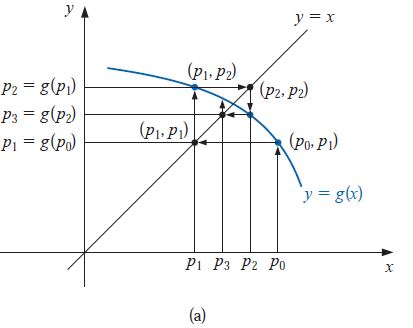 y
y = x
(p₁, p₂)
p₂ = g(p₁)
(p₂, p₂)
p₃ = g(p₂)
(p₁, p₁)
p₁ = g(p₀)
(p₀, p₁)
y = g(x)
p₁ p₃ p₂ p₀
x
(a)